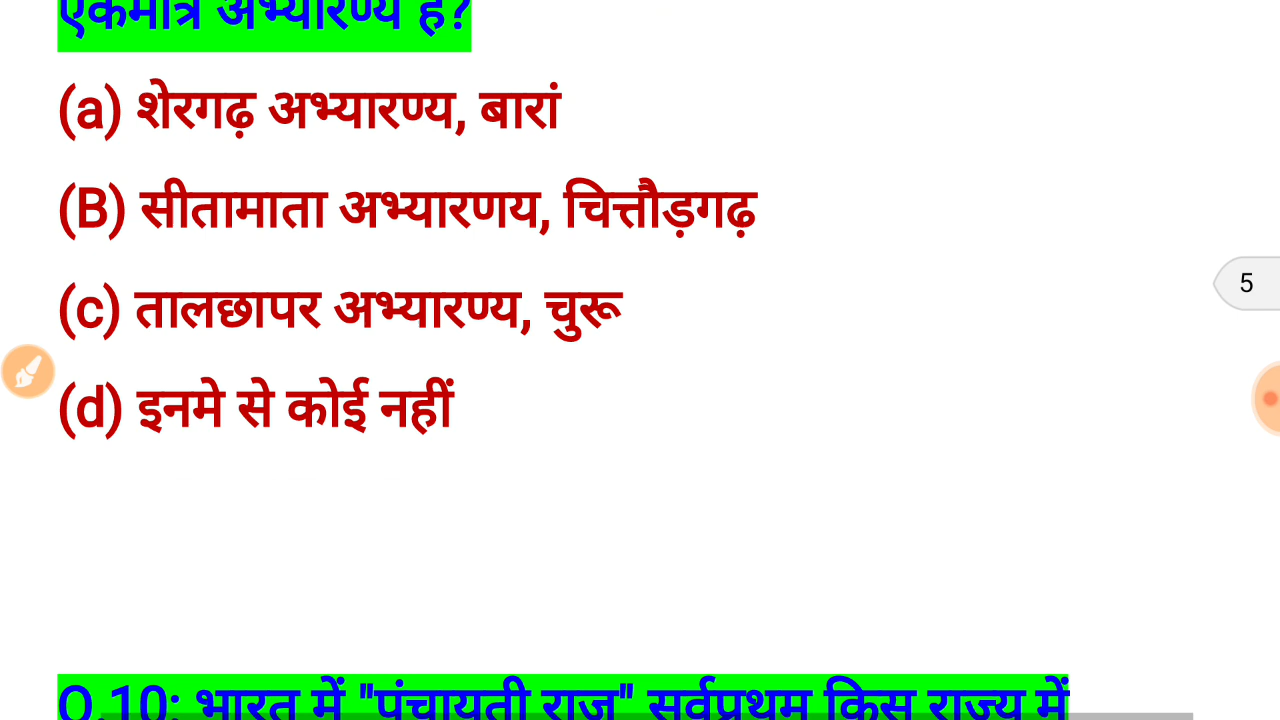 एकमात्र अभ्यारण्य है?
(a) शेरगढ़ अभ्यारण्य, बारां
(B) सीतामाता अभ्यारणय, चित्तौड़गढ़
5
(c) तालछापर अभ्यारण्य, चुरू
(d) इनमे से कोई नहीं
Q.10: भारत में "पंचायती राज" सर्वप्रथम किस राज्य में